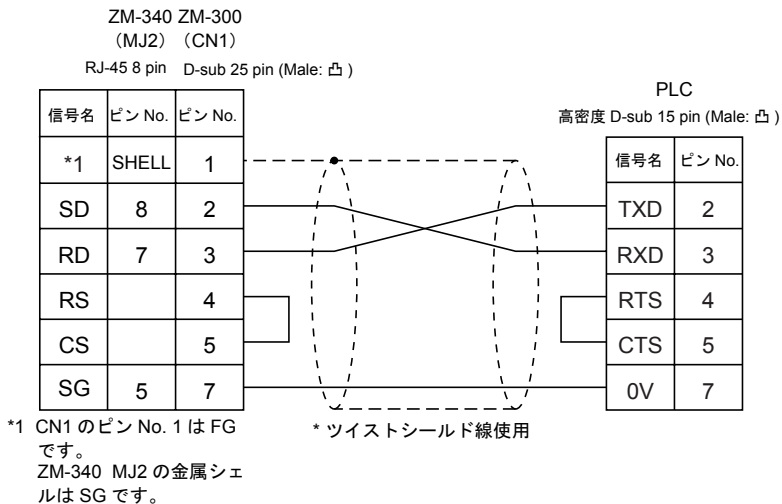 ZM-340 ZM-300
(MJ2) (CN1)
RJ-45 8 pin D-sub 25 pin (Male: 凸)
信号名 ピン No. ピン No.
*1 SHELL 1
SD 8 2
RD 7 3
RS 4
CS 5
SG 5 7
PLC
高密度 D-sub 15 pin (Male: 凸)
信号名 ピン No.
TXD 2
RXD 3
RTS 4
CTS 5
0V 7
* ツイストシールド線使用
*1 CN1 のピン No. 1 は FG
です。
ZM-340 MJ2 の金属シェ
ルは SG です。